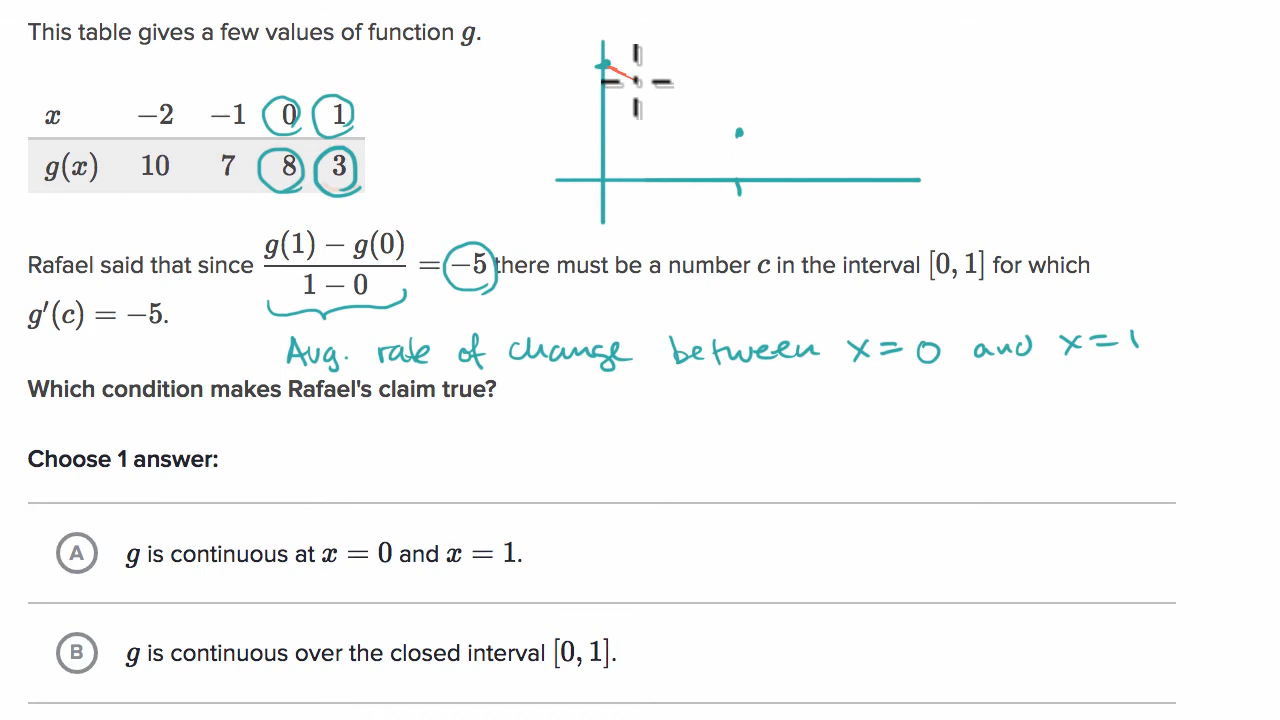 This table gives a few values of function g.
x −2 −1 0 1
g(x) 10 7 8 3
Rafael said that since g(1) − g(0) / 1 − 0 = −5 there must be a number c in the interval [0, 1] for which
g′(c) = −5.
Avg. rate of change between x = 0 and x = 1
Which condition makes Rafael's claim true?
Choose 1 answer:
A g is continuous at x = 0 and x = 1.
B g is continuous over the closed interval [0, 1].